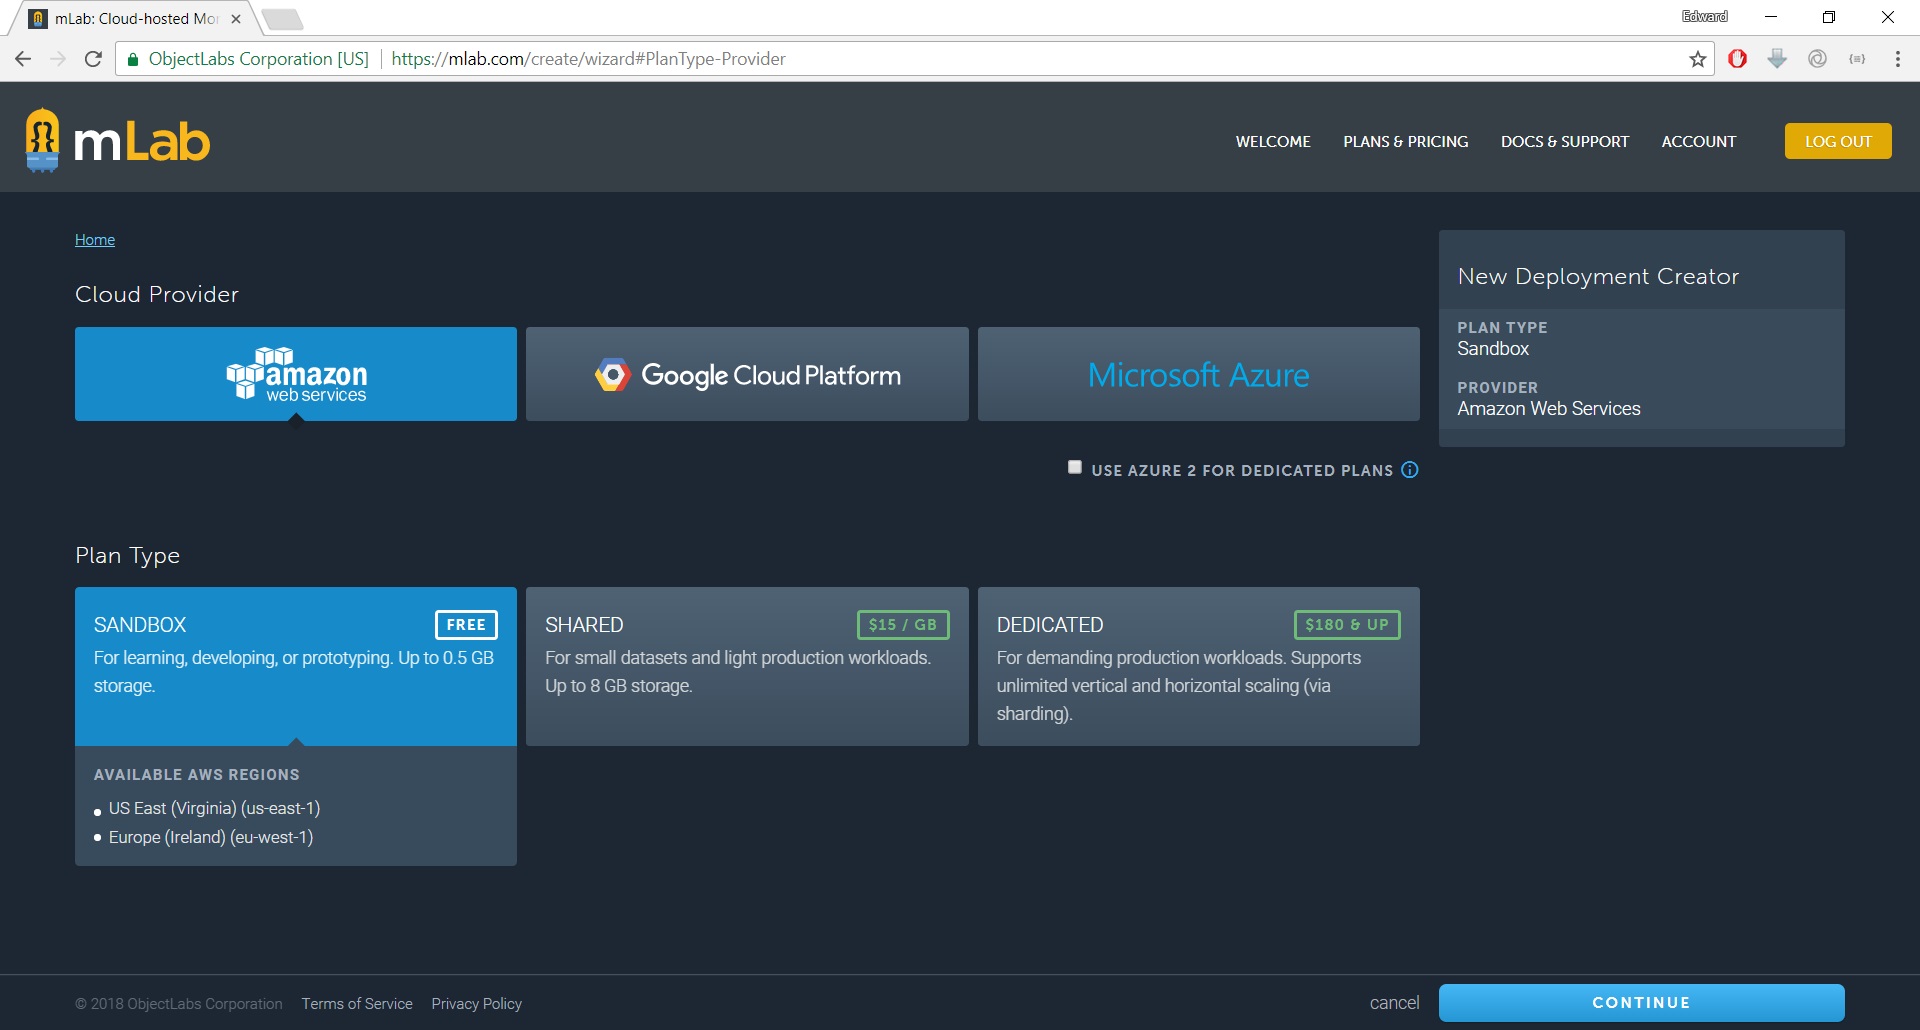 mLab: Cloud-hosted Mo
Edward
ObjectLabs Corporation [US]
https://mlab.com/create/wizard#PlanType-Provider
mLab
WELCOME
PLANS & PRICING
DOCS & SUPPORT
ACCOUNT
LOG OUT
Home
Cloud Provider
amazon
web services
Google Cloud Platform
Microsoft Azure
USE AZURE 2 FOR DEDICATED PLANS
Plan Type
SANDBOX
FREE
For learning, developing, or prototyping. Up to 0.5 GB
storage.
SHARED
$15 / GB
For small datasets and light production workloads.
Up to 8 GB storage.
DEDICATED
$180 & UP
For demanding production workloads. Supports
unlimited vertical and horizontal scaling (via
sharding).
AVAILABLE AWS REGIONS
US East (Virginia) (us-east-1)
Europe (Ireland) (eu-west-1)
New Deployment Creator
PLAN TYPE
Sandbox
PROVIDER
Amazon Web Services
© 2018 ObjectLabs Corporation
Terms of Service
Privacy Policy
cancel
CONTINUE